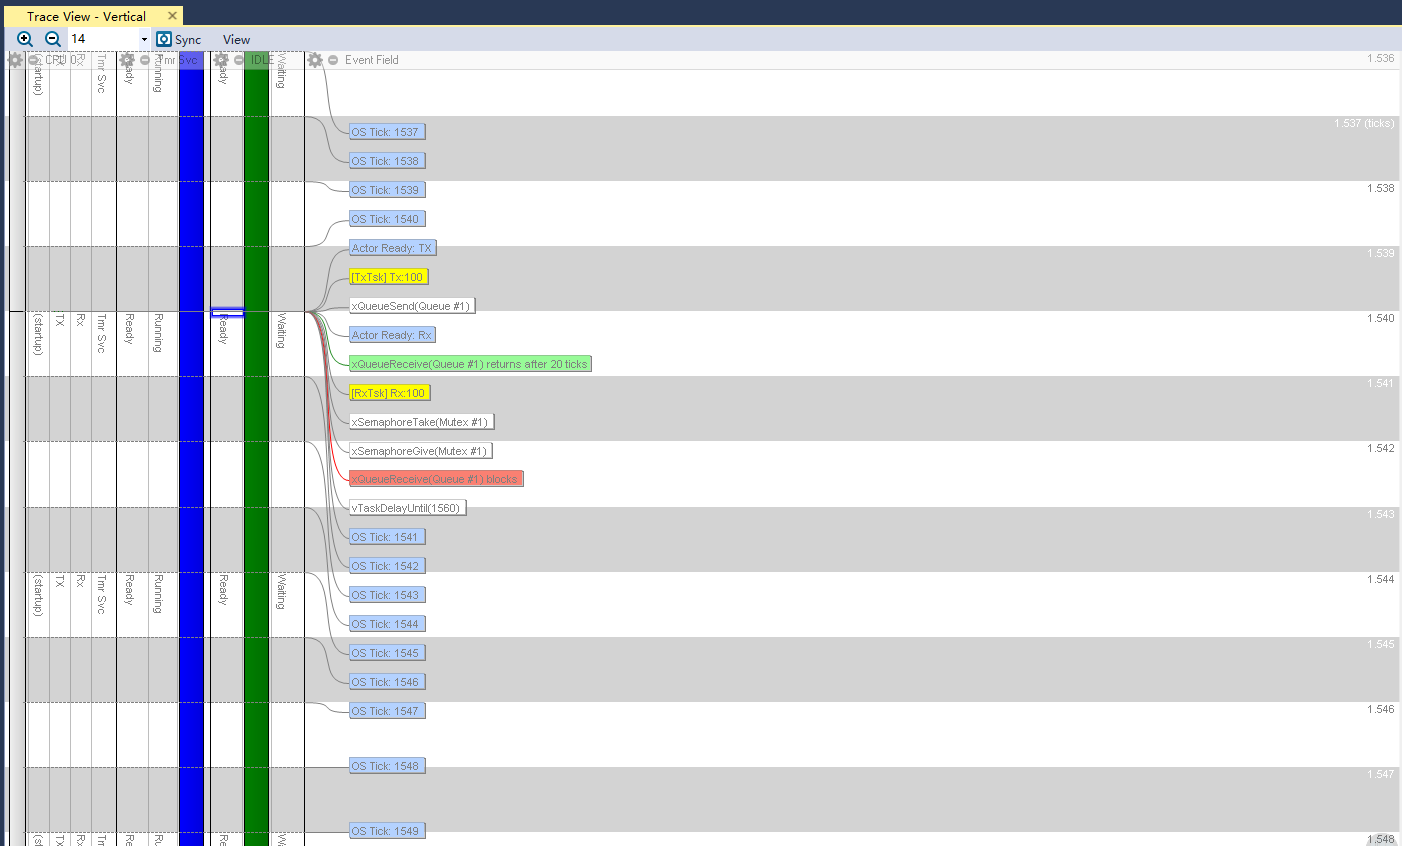 Trace View - Vertical
14
Sync
View
CPU 0
Tmr Svc
IDLE
Event Field
1.536
(startup)
TX
Rx
Tmr Svc
Ready
Running
Ready
Waiting
1.537 (ticks)
OS Tick: 1537
OS Tick: 1538
1.538
OS Tick: 1539
OS Tick: 1540
Actor Ready: TX
1.539
[TxTsk] Tx:100
xQueueSend(Queue #1)
1.540
(startup)
TX
Rx
Tmr Svc
Ready
Running
Ready
Waiting
Actor Ready: Rx
xQueueReceive(Queue #1) returns after 20 ticks
1.541
[RxTsk] Rx:100
xSemaphoreTake(Mutex #1)
1.542
xSemaphoreGive(Mutex #1)
xQueueReceive(Queue #1) blocks
vTaskDelayUntil(1560)
1.543
OS Tick: 1541
OS Tick: 1542
1.544
(startup)
TX
Rx
Tmr Svc
Ready
Running
Ready
Waiting
OS Tick: 1543
OS Tick: 1544
1.545
OS Tick: 1545
OS Tick: 1546
1.546
OS Tick: 1547
OS Tick: 1548
1.547
OS Tick: 1549
1.548